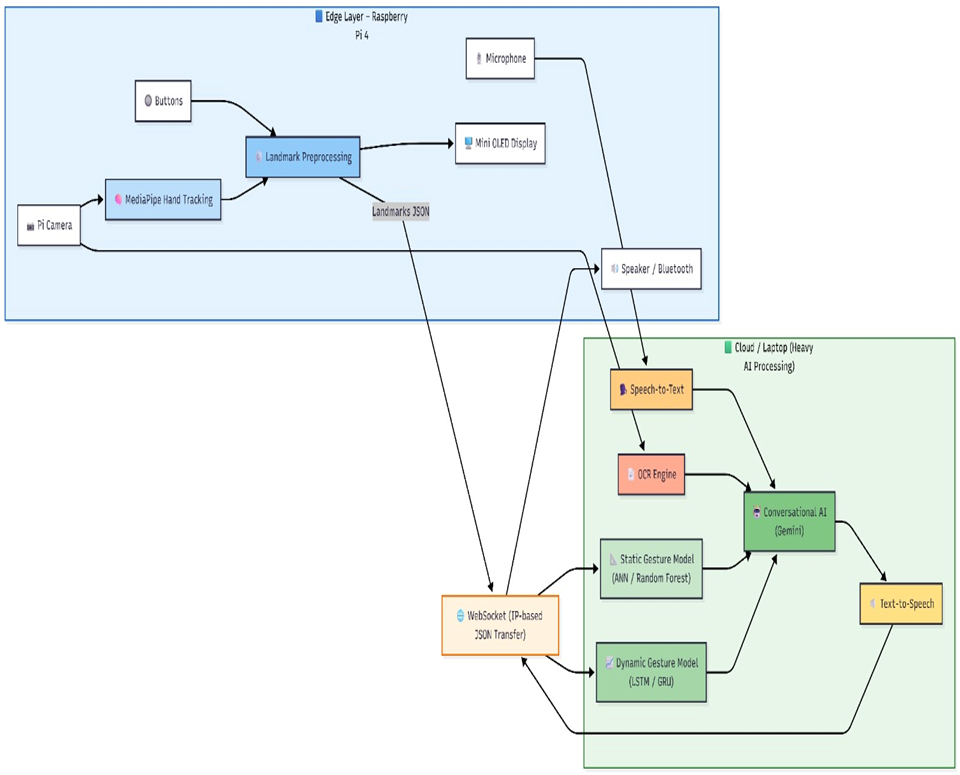 Edge Layer – Raspberry
Pi 4
Microphone
Buttons
Mini OLED Display
Landmark Preprocessing
MediaPipe Hand Tracking
Landmarks JSON
Pi Camera
Speaker / Bluetooth
Cloud / Laptop (Heavy
AI Processing)
Speech-to-Text
OCR Engine
Conversational AI
(Gemini)
Static Gesture Model
(ANN / Random Forest)
Text-to-Speech
WebSocket (IP-based
JSON Transfer)
Dynamic Gesture Model
(LSTM / GRU)